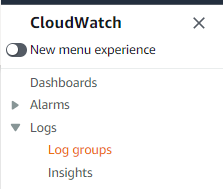 CloudWatch
New menu experience
Dashboards
Alarms
Logs
Log groups
Insights